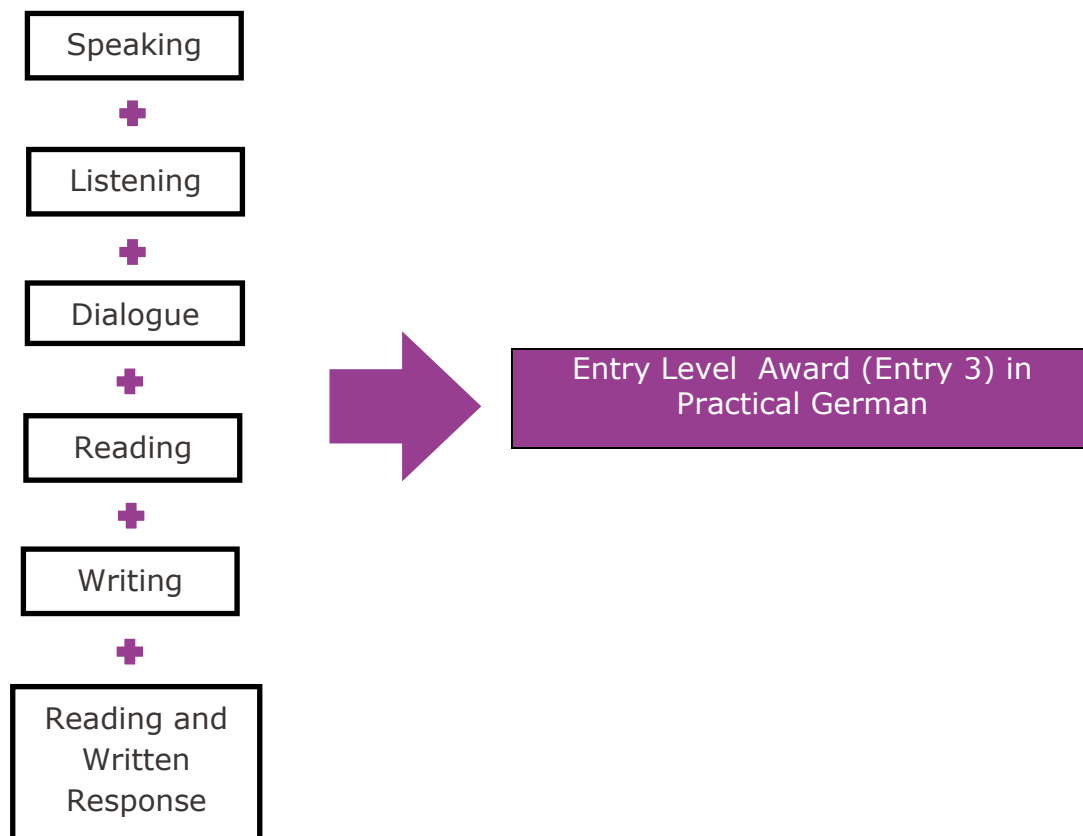 Speaking
Listening
Dialogue
Reading
Writing
Reading and
Written
Response
Entry Level  Award (Entry 3) in
Practical German